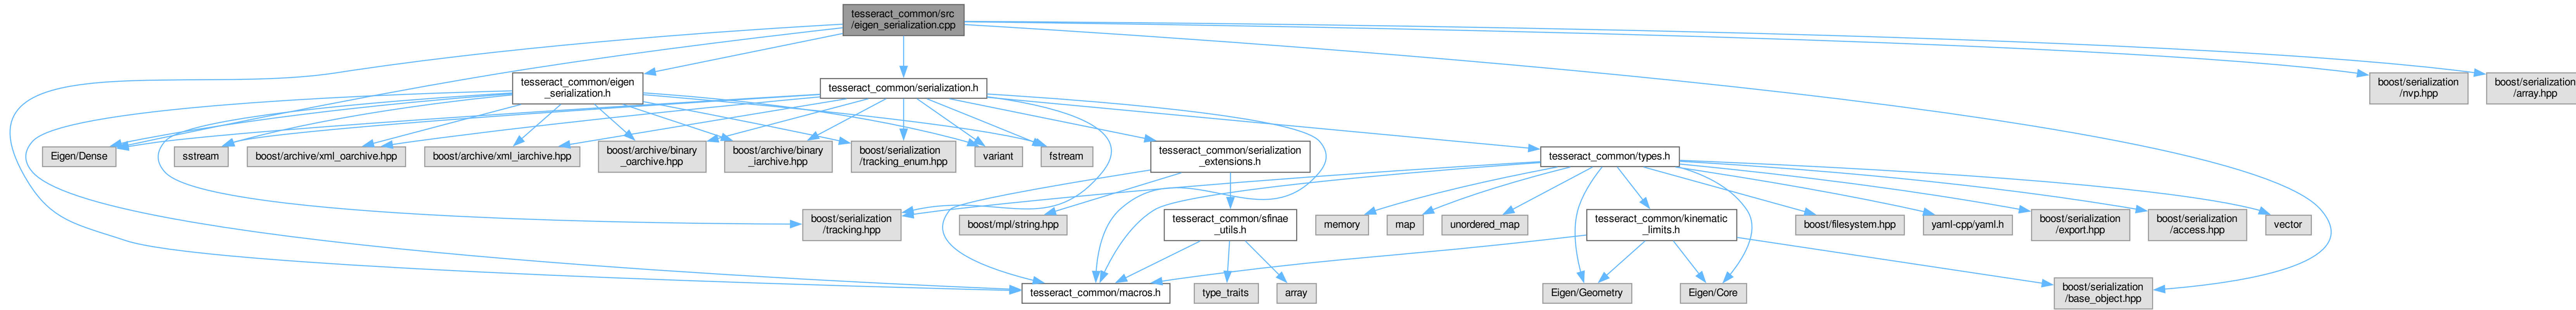 tesseract_common/src
/eigen_serialization.cpp
tesseract_common/eigen
_serialization.h
tesseract_common/serialization.h
boost/serialization
/nvp.hpp
boost/serialization
/array.hpp
Eigen/Dense
sstream
boost/archive/xml_oarchive.hpp
boost/archive/xml_iarchive.hpp
boost/archive/binary
_oarchive.hpp
boost/archive/binary
_iarchive.hpp
boost/serialization
/tracking_enum.hpp
variant
fstream
tesseract_common/serialization
_extensions.h
tesseract_common/types.h
boost/serialization
/tracking.hpp
boost/mpl/string.hpp
tesseract_common/sfinae
_utils.h
memory
map
unordered_map
tesseract_common/kinematic
_limits.h
boost/filesystem.hpp
yaml-cpp/yaml.h
boost/serialization
/export.hpp
boost/serialization
/access.hpp
vector
tesseract_common/macros.h
type_traits
array
Eigen/Geometry
Eigen/Core
boost/serialization
/base_object.hpp